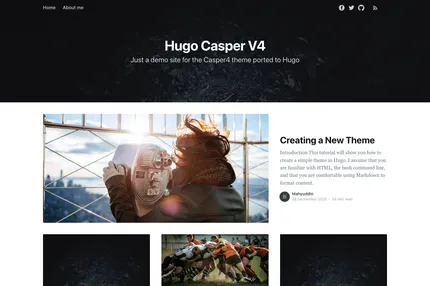 Home About me
Hugo Casper V4
Just a demo site for the Casper4 theme ported to Hugo
Creating a New Theme
Introduction This tutorial will show you how to
create a simple theme in Hugo. I assume that you
are familiar with HTML, the bash command line,
and that you are comfortable using Markdown to
format content.
Mahyuddin